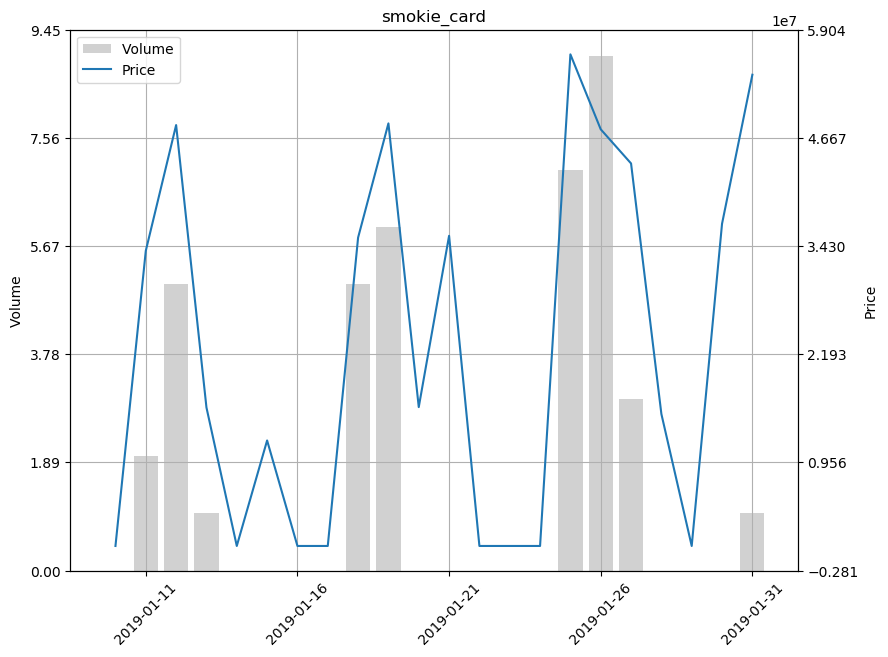 smokie_card
1e7
Volume
Price
9.45
7.56
5.67
3.78
1.89
0.00
Volume
5.904
4.667
3.430
2.193
0.956
−0.281
Price
2019-01-11
2019-01-16
2019-01-21
2019-01-26
2019-01-31